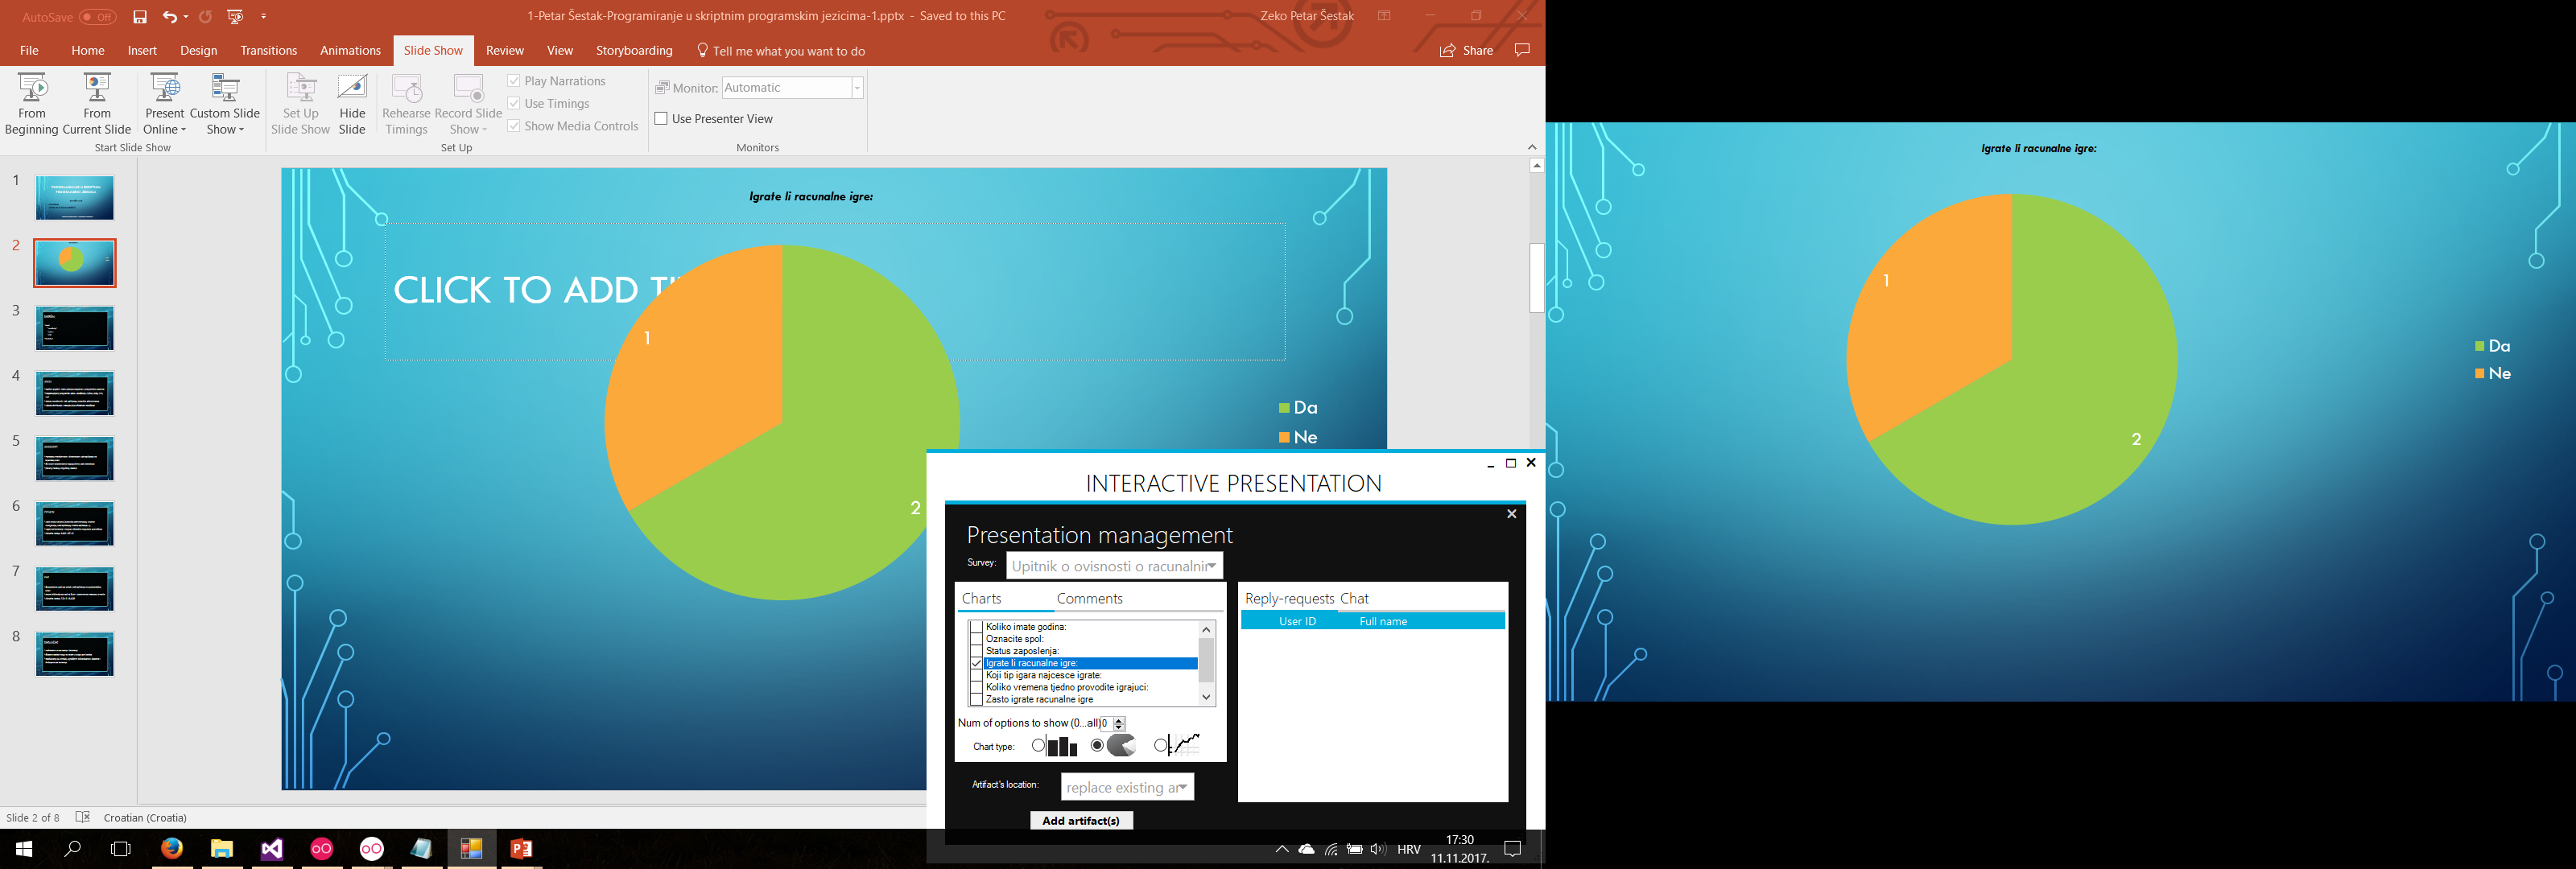 AutoSave Off
1-Petar Šestak-Programiranje u skriptnim programskim jezicima-1.pptx - Saved to this PC
Zeko Petar Šestak
File Home Insert Design Transitions Animations Slide Show Review View Storyboarding Tell me what you want to do Share
From Beginning
From Current Slide
Present Online
Custom Slide Show
Start Slide Show
Set Up Slide Show
Hide Slide
Rehearse Timings
Record Slide Show
Play Narrations
Use Timings
Show Media Controls
Set Up
Monitor: Automatic
Use Presenter View
Monitors
1
2
3
4
5
6
7
8
Igrate li racunalne igre:
CLICK TO ADD T
1
2
Da
Ne
INTERACTIVE PRESENTATION
Presentation management
Survey: Upitnik o ovisnosti o racunalnir
Charts Comments
Koliko imate godina:
Oznacite spol:
Status zaposlenja:
Igrate li racunalne igre:
Koji tip igara najcesce igrate:
Koliko vremena tjedno provodite igrajuci:
Zasto igrate racunalne igre
Num of options to show (0...all) 0
Chart type:
Reply-requests Chat
User ID Full name
Artifact's location: replace existing ar
Add artifact(s)
Slide 2 of 8 Croatian (Croatia)
HRV
17:30
11.11.2017.
Igrate li racunalne igre:
1
2
Da
Ne